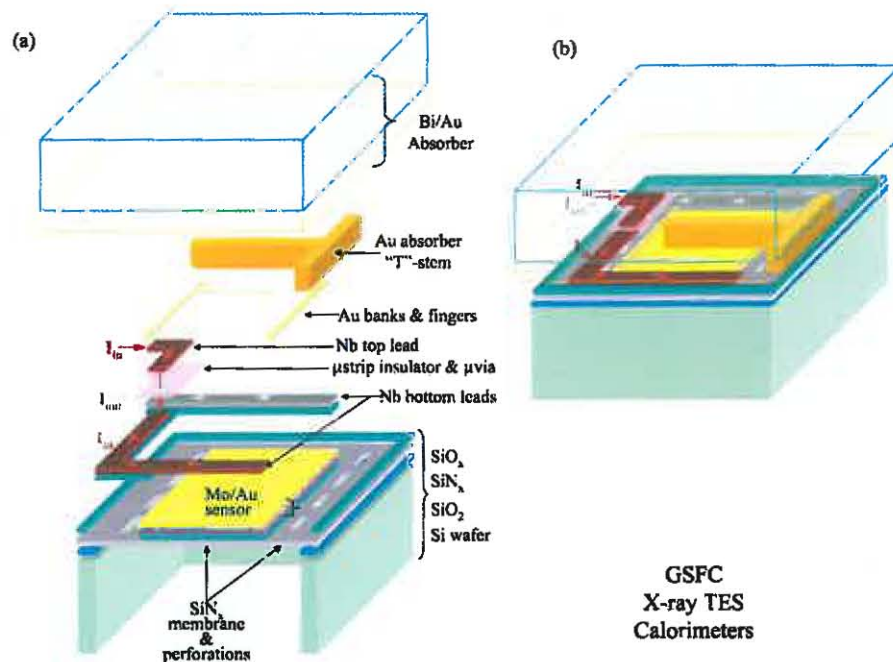 (a)
Bi/Au
Absorber
Au absorber
"T"-stem
Au banks & fingers
I_in
Nb top lead
μstrip insulator & μvia
I_out
Nb bottom leads
Mo/Au
sensor
SiO_x
SiN_x
SiO_2
Si wafer
SiN_x
membrane
&
perforations
(b)
GSFC
X-ray TES
Calorimeters